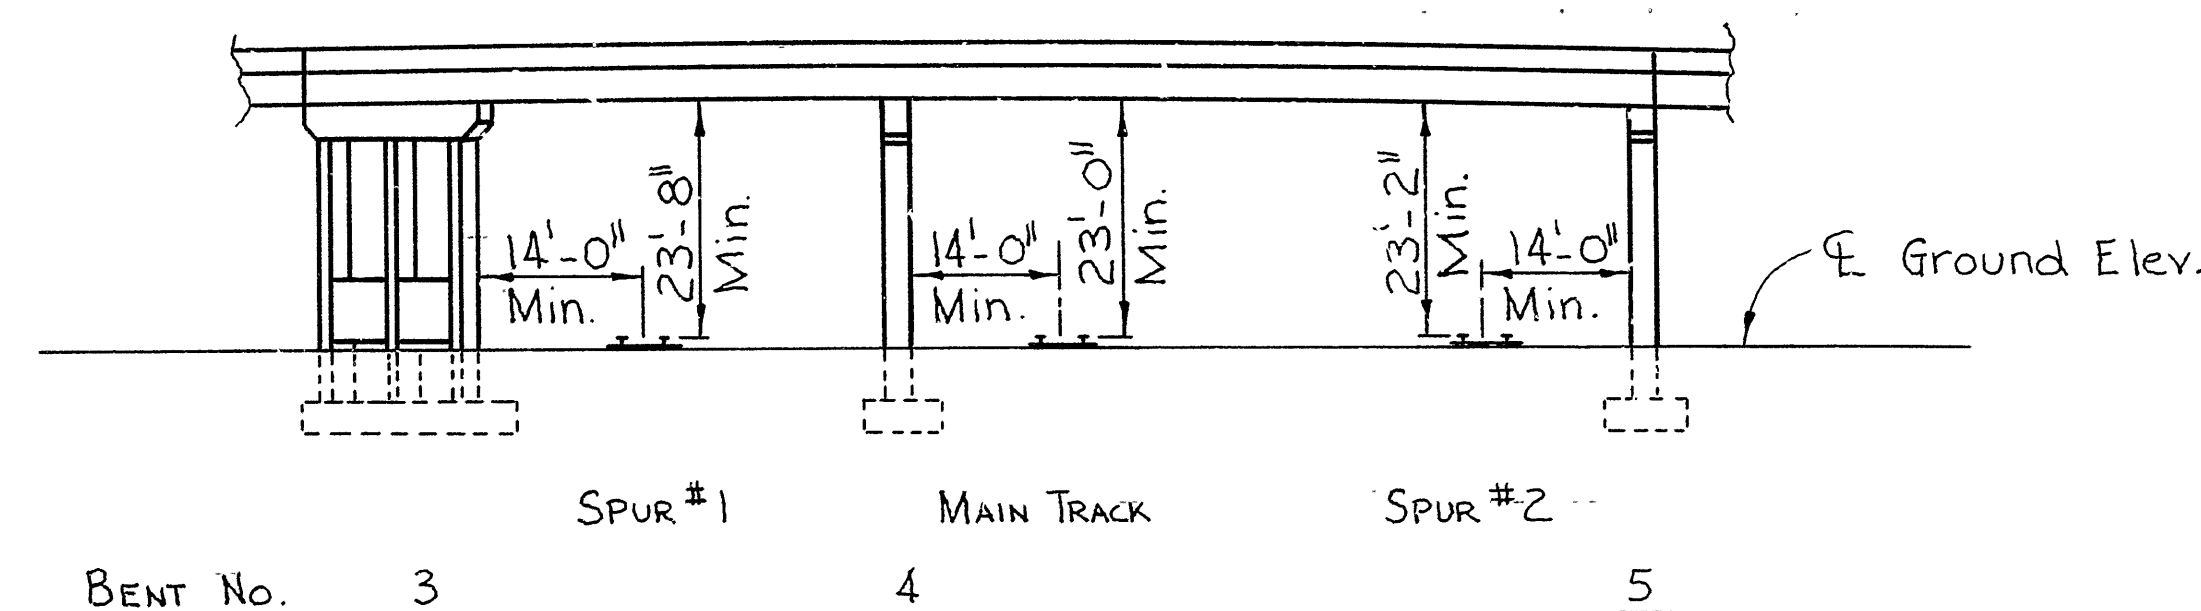 14'-0"
Min.
23'-8"
Min.
14'-0"
Min.
23'-0"
Min.
23'-2"
Min.
14'-0"
Min.
℄ Ground Elev.
SPUR #1
MAIN TRACK
SPUR #2
BENT NO. 3 4 5